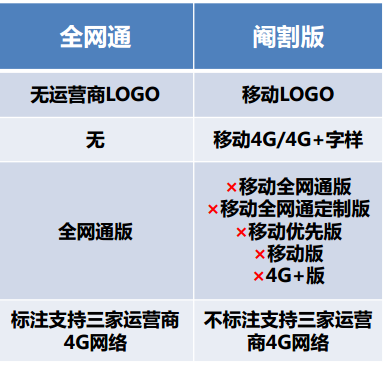 全网通
阉割版
无运营商LOGO
移动LOGO
无
移动4G/4G+字样
全网通版
×移动全网通版
×移动全网通定制版
×移动优先版
×移动版
×4G+版
标注支持三家运营商
4G网络
不标注支持三家运营
商4G网络